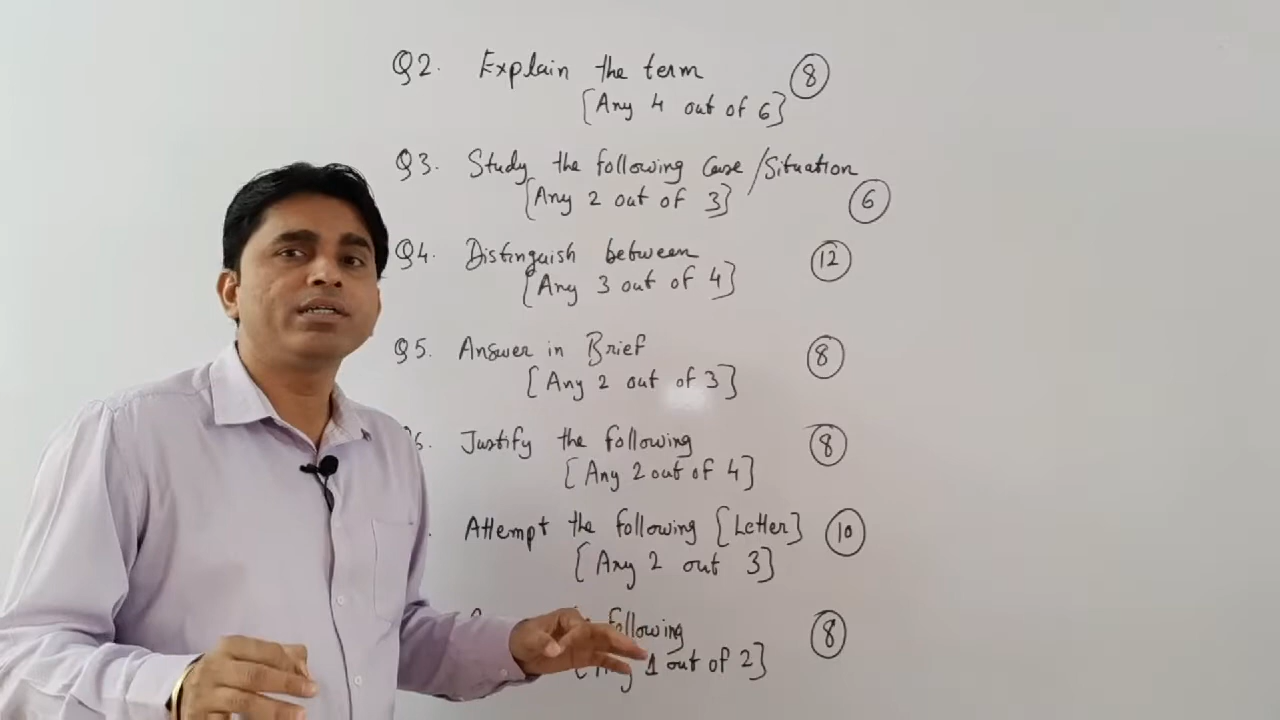 Q2. Explain the term 8
[Any 4 out of 6]
Q3. Study the following Case/Situation
[Any 2 out of 3] 6
Q4. Distinguish between 12
[Any 3 out of 4]
Q5. Answer in Brief 8
[Any 2 out of 3]
6. Justify the following 8
[Any 2 out of 4]
Attempt the following [Letter] 10
[Any 2 out 3]
following 8
[Any 1 out of 2]